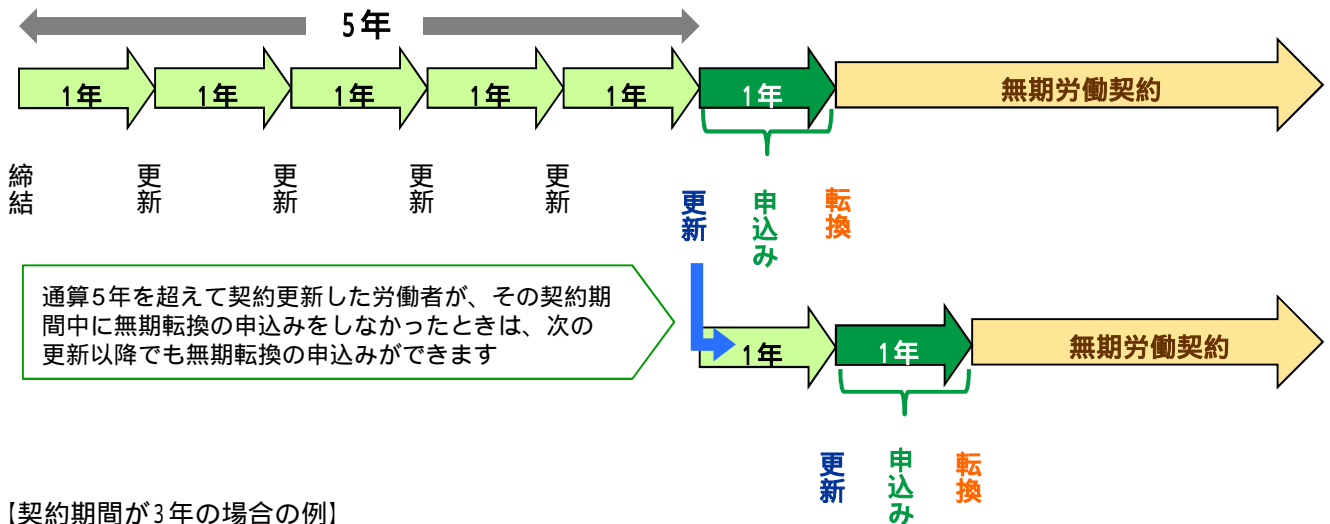 5年
1年 1年 1年 1年 1年 1年 無期労働契約
締結 更新 更新 更新 更新 更新 申込み 転換
通算5年を超えて契約更新した労働者が、その契約期
間中に無期転換の申込みをしなかったときは、次の
更新以降でも無期転換の申込みができます
1年 1年 無期労働契約
更新 申込み 転換
【契約期間が3年の場合の例】